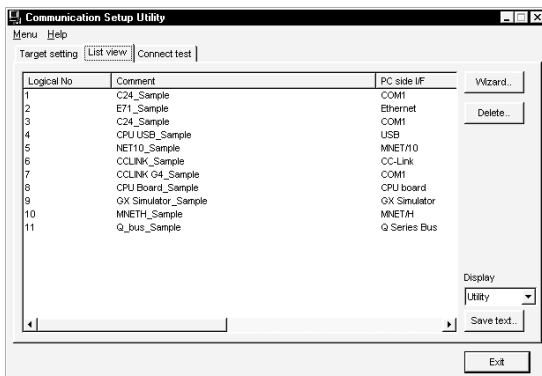 Communication Setup Utility
Menu Help
Target setting List view Connect test
Logical No Comment PC side I/F
1 C24_Sample COM1
2 E71_Sample Ethernet
3 C24_Sample COM1
4 CPU USB_Sample USB
5 NET10_Sample MNET/10
6 CCLINK_Sample CC-Link
7 CCLINK G4_Sample COM1
8 CPU Board_Sample CPU board
9 GX Simulator_Sample GX Simulator
10 MNETH_Sample MNET/H
11 Q_bus_Sample Q Series Bus
Wizard..
Delete..
Display
Utility
Save text..
Exit